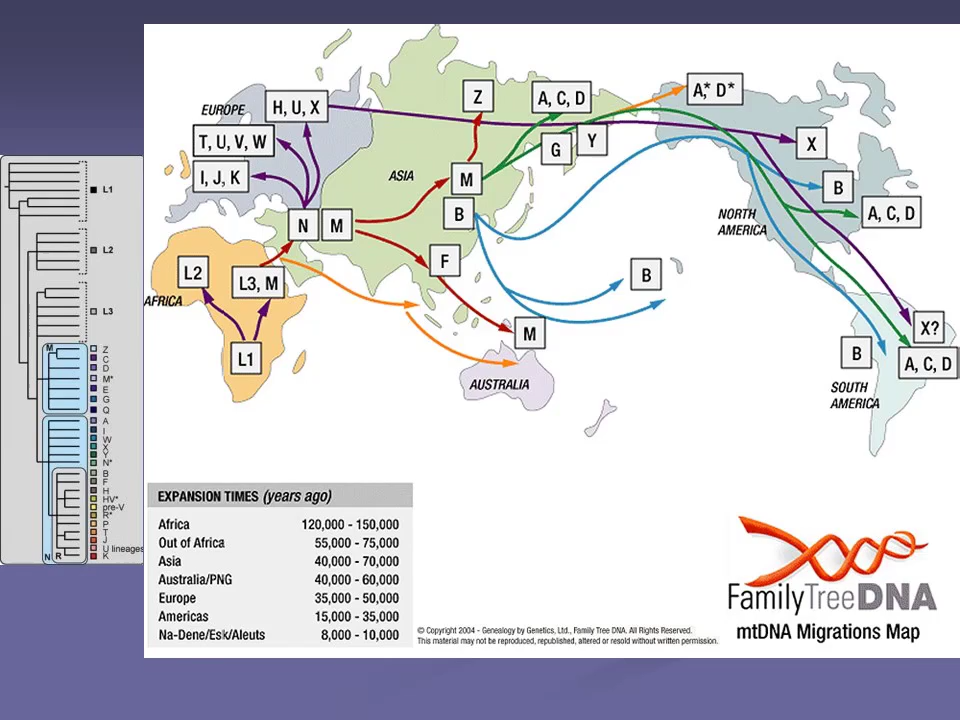 EUROPE
H, U, X
T, U, V, W
I, J, K
Z
A, C, D
A,* D*
G
Y
X
ASIA
M
B
B
A, C, D
N
M
NORTH
AMERICA
F
B
L2
L3, M
AFRICA
L1
M
AUSTRALIA
X?
B
A, C, D
SOUTH
AMERICA
L1
L2
L3
M
Z
C
D
M*
E
G
Q
A
I
W
X
Y
N*
B
F
H
HV*
pre-V
R*
P
T
J
U lineages
K
N
R
EXPANSION TIMES (years ago)
Africa 120,000 - 150,000
Out of Africa 55,000 - 75,000
Asia 40,000 - 70,000
Australia/PNG 40,000 - 60,000
Europe 35,000 - 50,000
Americas 15,000 - 35,000
Na-Dene/Esk/Aleuts 8,000 - 10,000
© Copyright 2004 - Genealogy by Genetics, Ltd., Family Tree DNA. All Rights Reserved.
This material may not be reproduced, republished, altered or resold without written permission.
FamilyTreeDNA
mtDNA Migrations Map